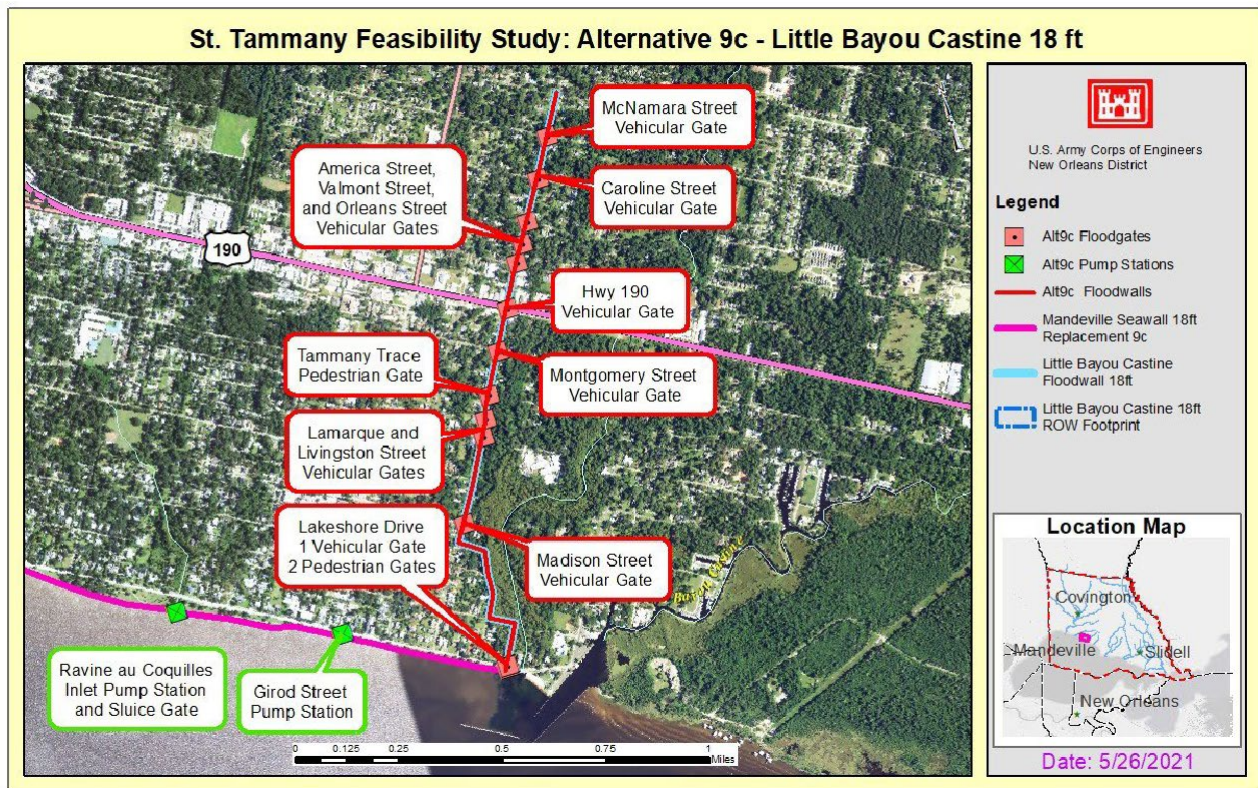 St. Tammany Feasibility Study: Alternative 9c - Little Bayou Castine 18 ft
McNamara Street
Vehicular Gate
America Street,
Valmont Street,
and Orleans Street
Vehicular Gates
Caroline Street
Vehicular Gate
190
Hwy 190
Vehicular Gate
Tammany Trace
Pedestrian Gate
Montgomery Street
Vehicular Gate
Lamarque and
Livingston Street
Vehicular Gates
Lakeshore Drive
1 Vehicular Gate
2 Pedestrian Gates
Madison Street
Vehicular Gate
Bayou Castine
Ravine au Coquilles
Inlet Pump Station
and Sluice Gate
Girod Street
Pump Station
0 0.125 0.25 0.5 0.75 1
Miles
U.S. Army Corps of Engineers
New Orleans District
Legend
Alt9c Floodgates
Alt9c Pump Stations
Alt9c Floodwalls
Mandeville Seawall 18ft
Replacement 9c
Little Bayou Castine
Floodwall 18ft
Little Bayou Castine 18ft
ROW Footprint
Location Map
Covington
Mandeville
Slidell
New Orleans
Date: 5/26/2021